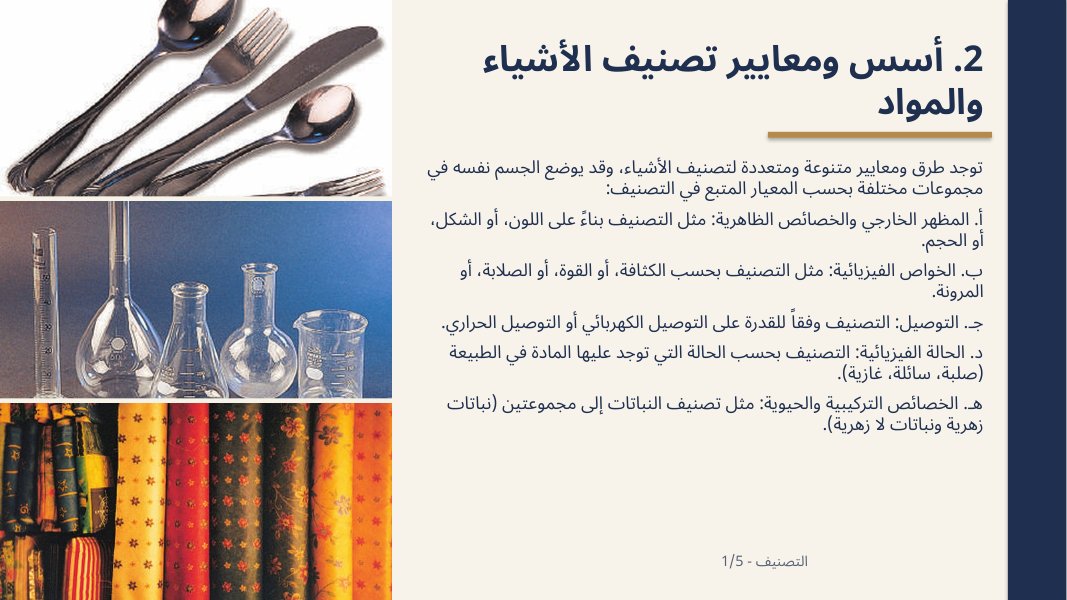 2. أسس ومعايير تصنيف الأشياء
والمواد
توجد طرق ومعايير متنوعة ومتعددة لتصنيف الأشياء، وقد يوضع الجسم نفسه في
مجموعات مختلفة بحسب المعيار المتبع في التصنيف:
أ. المظهر الخارجي والخصائص الظاهرية: مثل التصنيف بناءً على اللون، أو الشكل،
أو الحجم.
ب. الخواص الفيزيائية: مثل التصنيف بحسب الكثافة، أو القوة، أو الصلابة، أو
المرونة.
جـ. التوصيل: التصنيف وفقاً للقدرة على التوصيل الكهربائي أو التوصيل الحراري.
د. الحالة الفيزيائية: التصنيف بحسب الحالة التي توجد عليها المادة في الطبيعة
(صلبة، سائلة، غازية).
هـ. الخصائص التركيبية والحيوية: مثل تصنيف النباتات إلى مجموعتين (نباتات
زهرية ونباتات لا زهرية).
التصنيف - 1/5